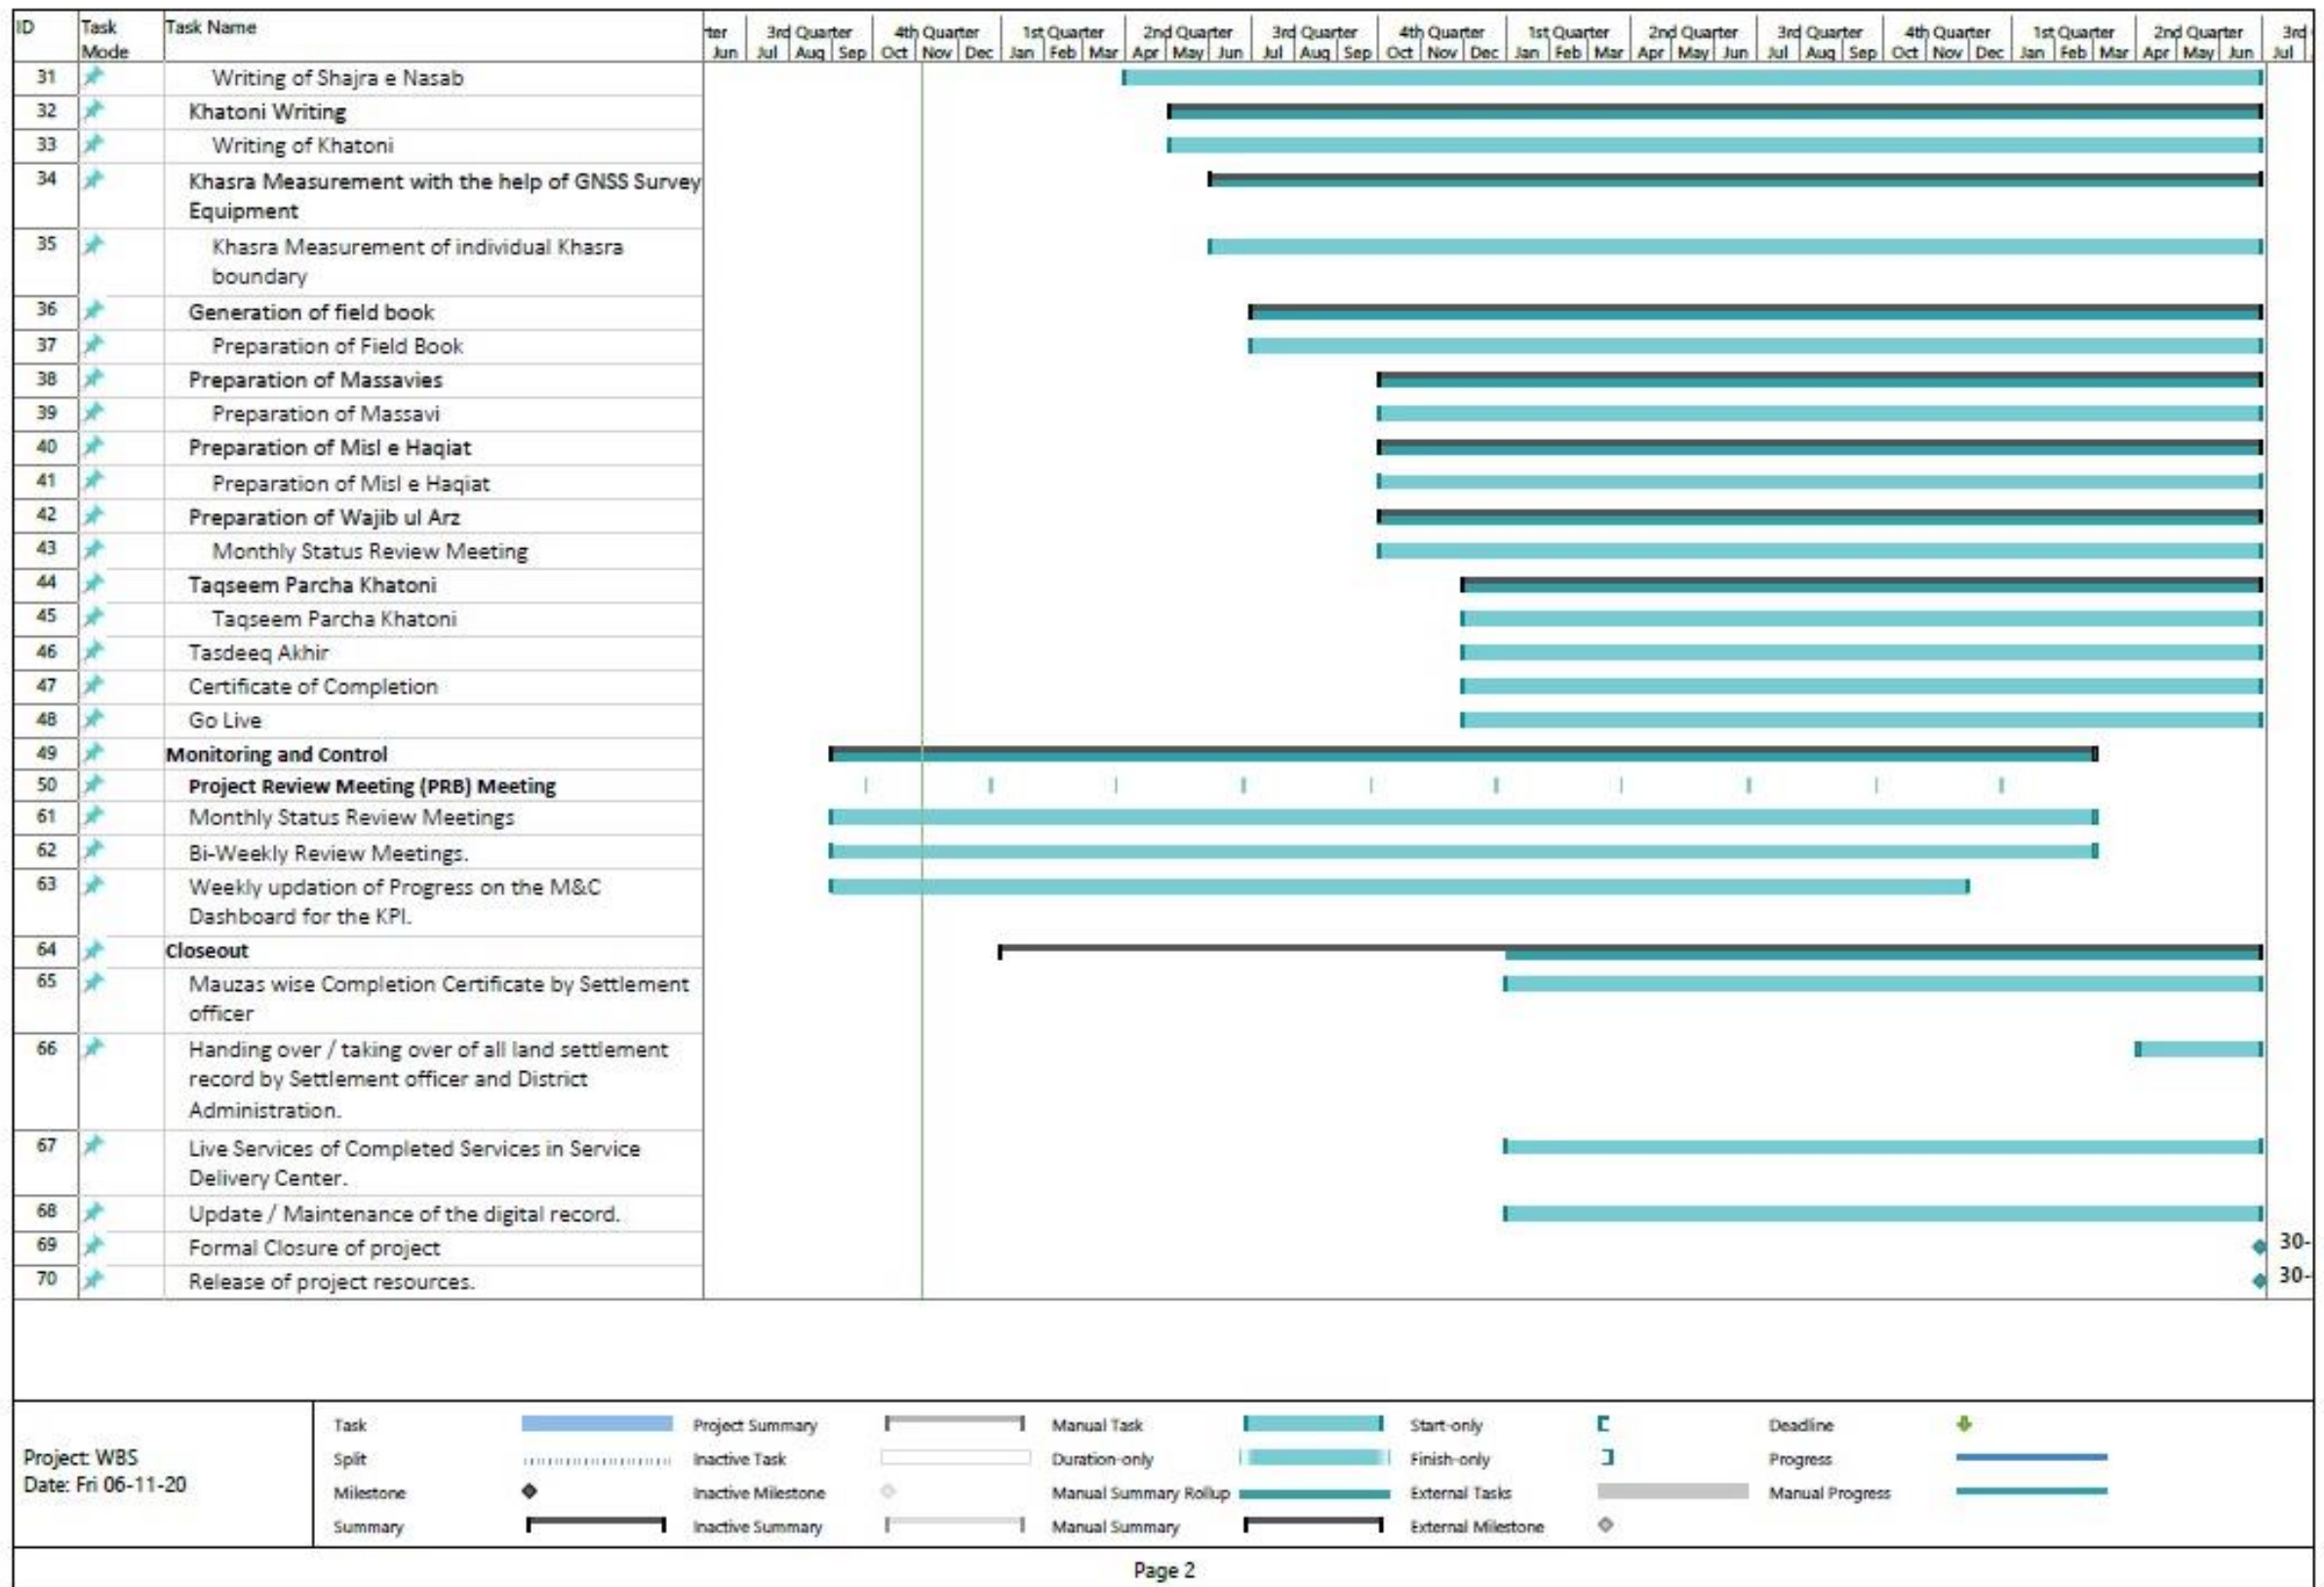 ID Task Task Name ter 3rd Quarter 4th Quarter 1st Quarter 2nd Quarter 3rd Quarter 4th Quarter 1st Quarter 2nd Quarter 3rd Quarter 4th Quarter 1st Quarter 2nd Quarter 3rd
Mode Jun Jul Aug Sep Oct Nov Dec Jan Feb Mar Apr May Jun Jul Aug Sep Oct Nov Dec Jan Feb Mar Apr May Jun Jul Aug Sep Oct Nov Dec Jan Feb Mar Apr May Jun Jul
31 Writing of Shajra e Nasab
32 Khatoni Writing
33 Writing of Khatoni
34 Khasra Measurement with the help of GNSS Survey
Equipment
35 Khasra Measurement of individual Khasra
boundary
36 Generation of field book
37 Preparation of Field Book
38 Preparation of Massavies
39 Preparation of Massavi
40 Preparation of Misl e Haqiat
41 Preparation of Misl e Haqiat
42 Preparation of Wajib ul Arz
43 Monthly Status Review Meeting
44 Taqseem Parcha Khatoni
45 Taqseem Parcha Khatoni
46 Tasdeeq Akhir
47 Certificate of Completion
48 Go Live
49 Monitoring and Control
50 Project Review Meeting (PRB) Meeting
61 Monthly Status Review Meetings
62 Bi-Weekly Review Meetings.
63 Weekly updation of Progress on the M&C
Dashboard for the KPI.
64 Closeout
65 Mauzas wise Completion Certificate by Settlement
officer
66 Handing over / taking over of all land settlement
record by Settlement officer and District
Administration.
67 Live Services of Completed Services in Service
Delivery Center.
68 Update / Maintenance of the digital record.
69 Formal Closure of project 30-
70 Release of project resources. 30-
Project: WBS
Date: Fri 06-11-20
Task Project Summary Manual Task Start-only Deadline
Split Inactive Task Duration-only Finish-only Progress
Milestone Inactive Milestone Manual Summary Rollup External Tasks Manual Progress
Summary Inactive Summary Manual Summary External Milestone
Page 2